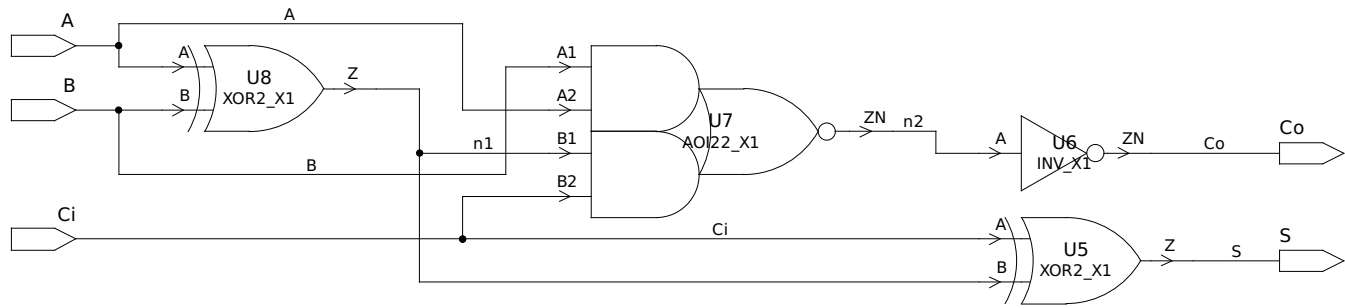 A
A
A
B
B
U8
XOR2_X1
Z
B
A1
A2
B1
B2
n1
U7
AOI22_X1
ZN
n2
A
U6
INV_X1
ZN
Co
Co
Ci
Ci
A
B
U5
XOR2_X1
Z
S
S